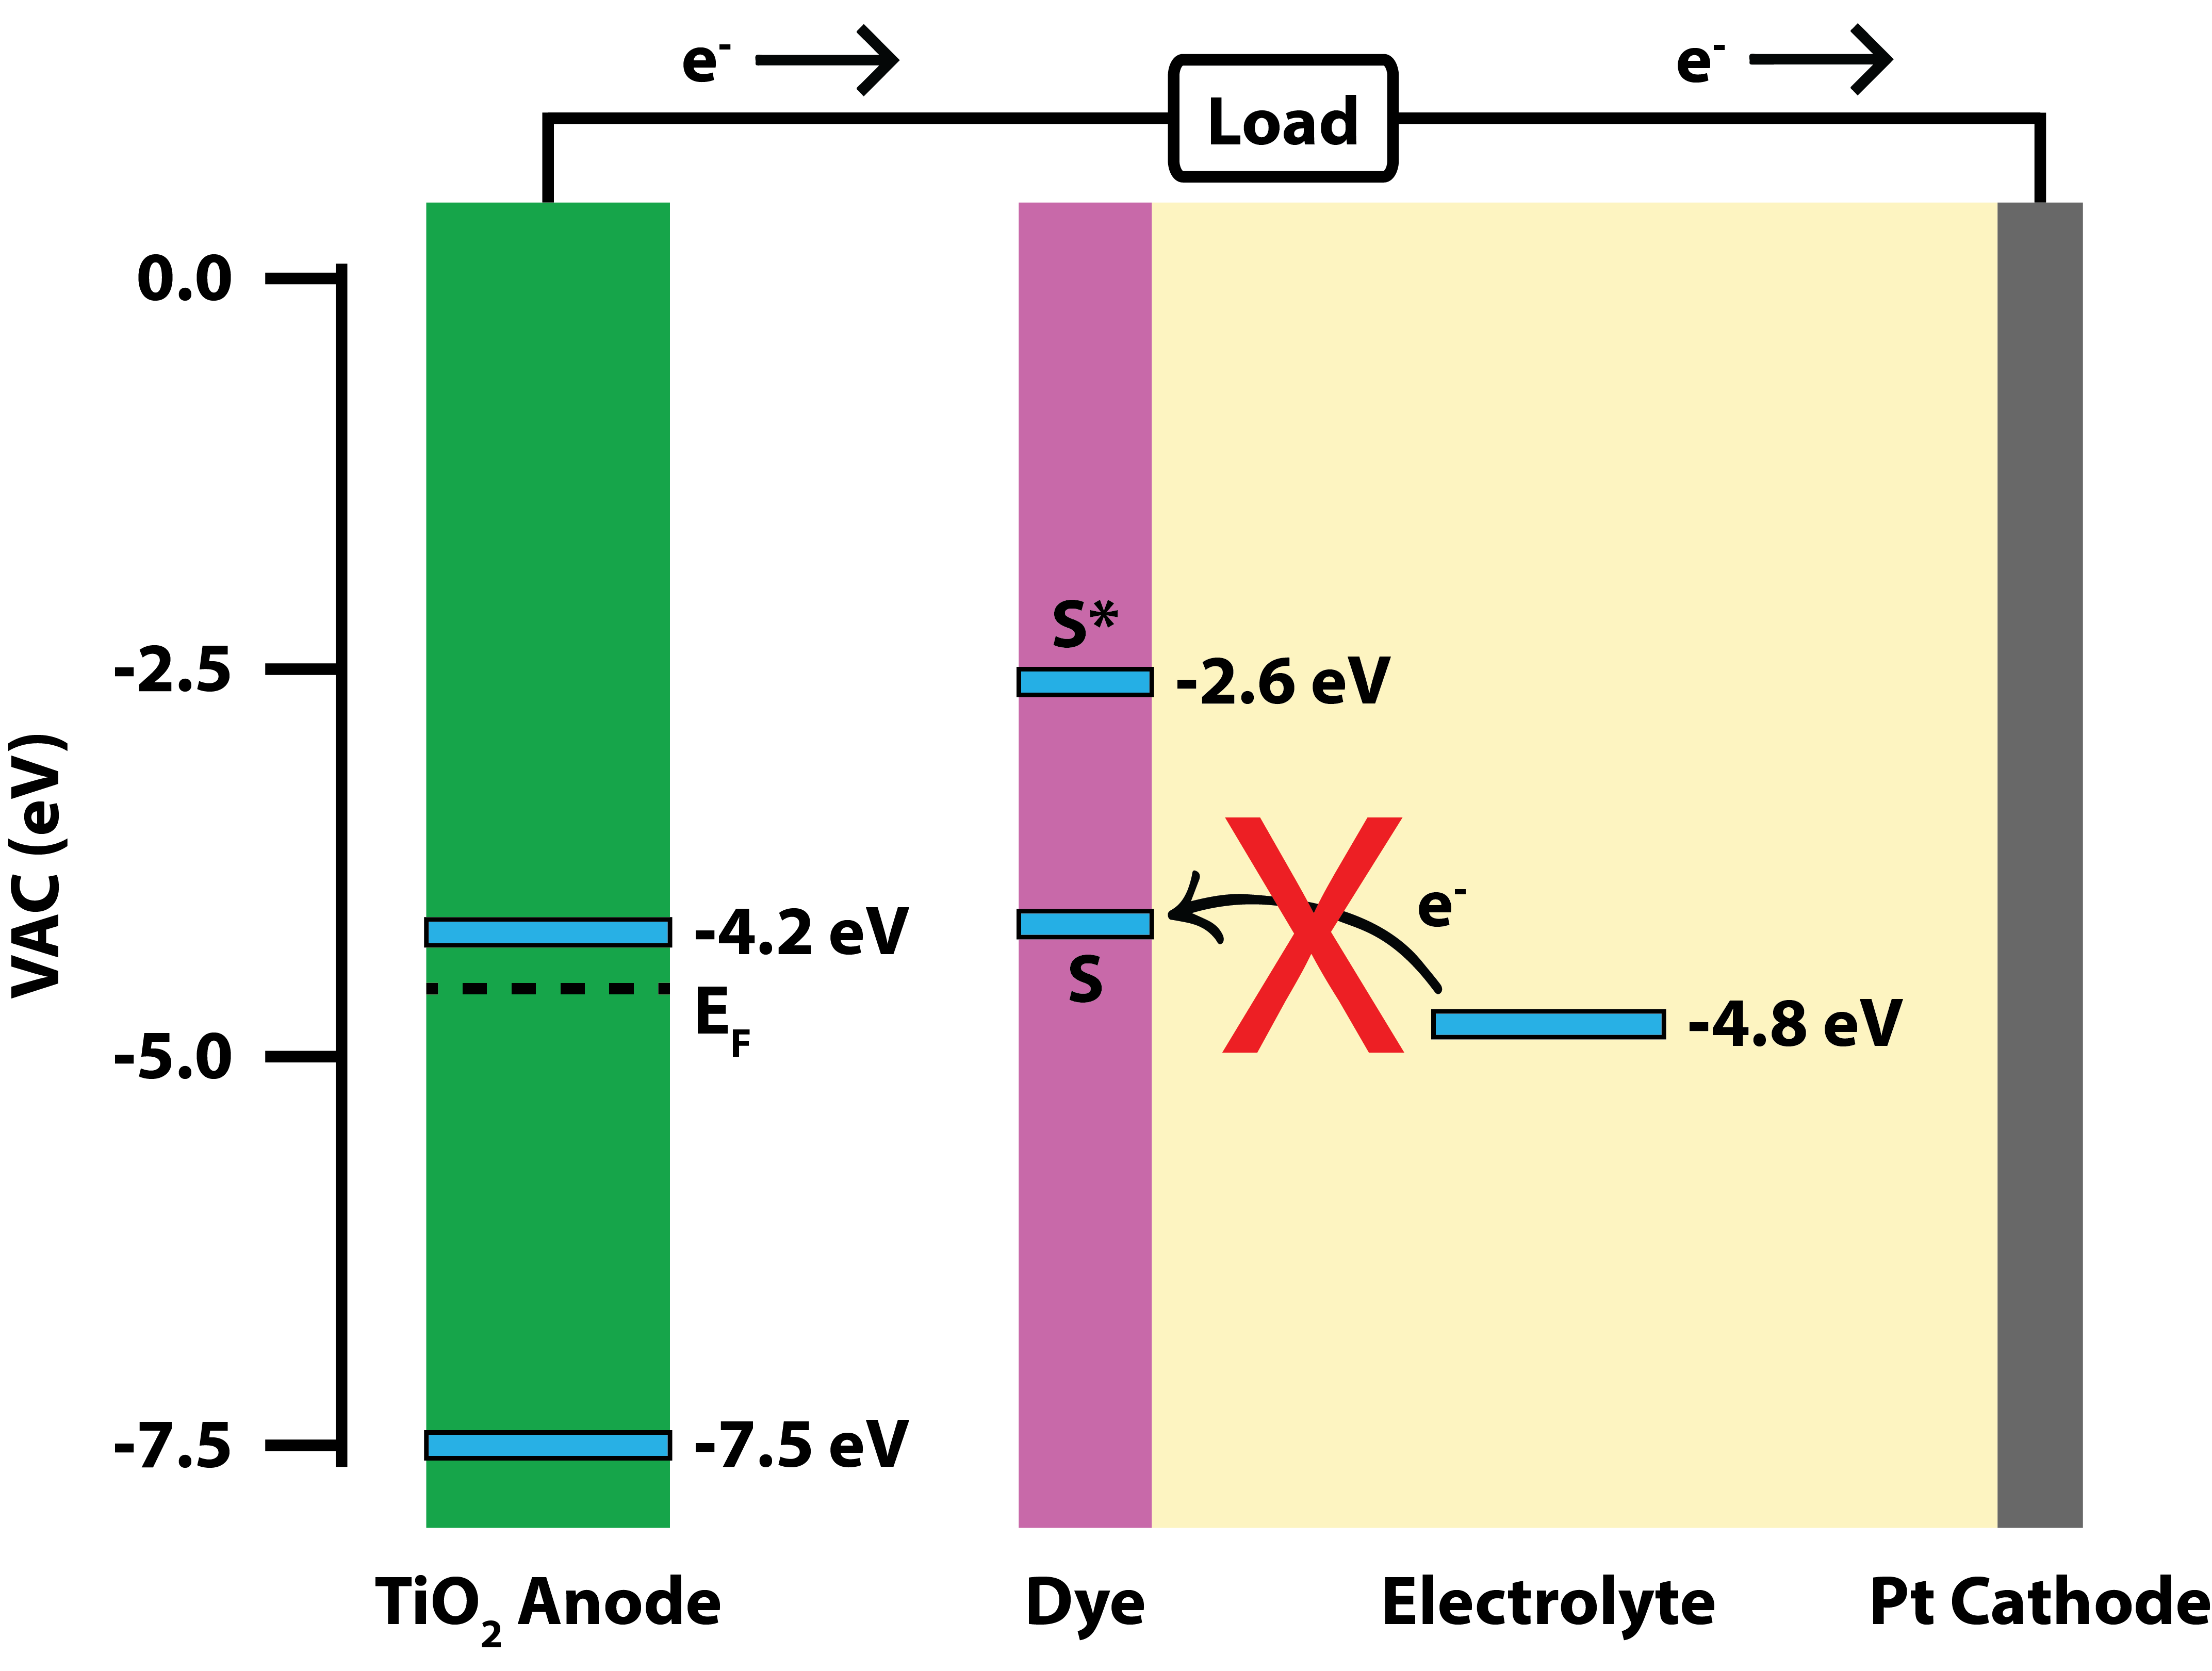 e⁻
e⁻
Load
0.0
-2.5
-5.0
-7.5
VAC (eV)
S*
-2.6 eV
-4.2 eV
E_F
S
e⁻
-4.8 eV
-7.5 eV
TiO₂ Anode
Dye
Electrolyte
Pt Cathode